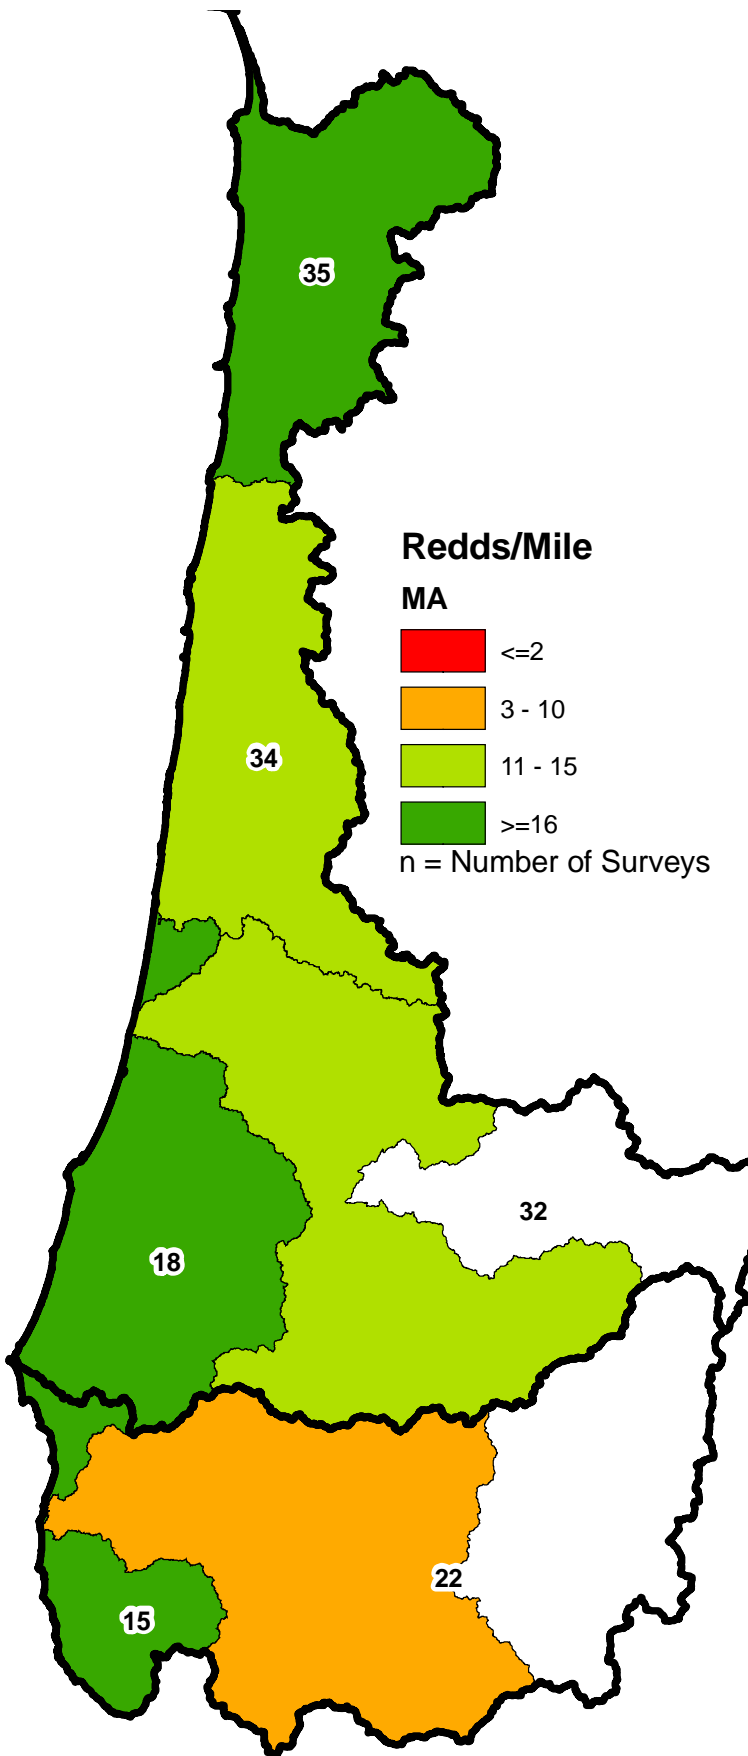 35
Redds/Mile
MA
<=2
3 - 10
34
11 - 15
>=16
n = Number of Surveys
32
18
22
15